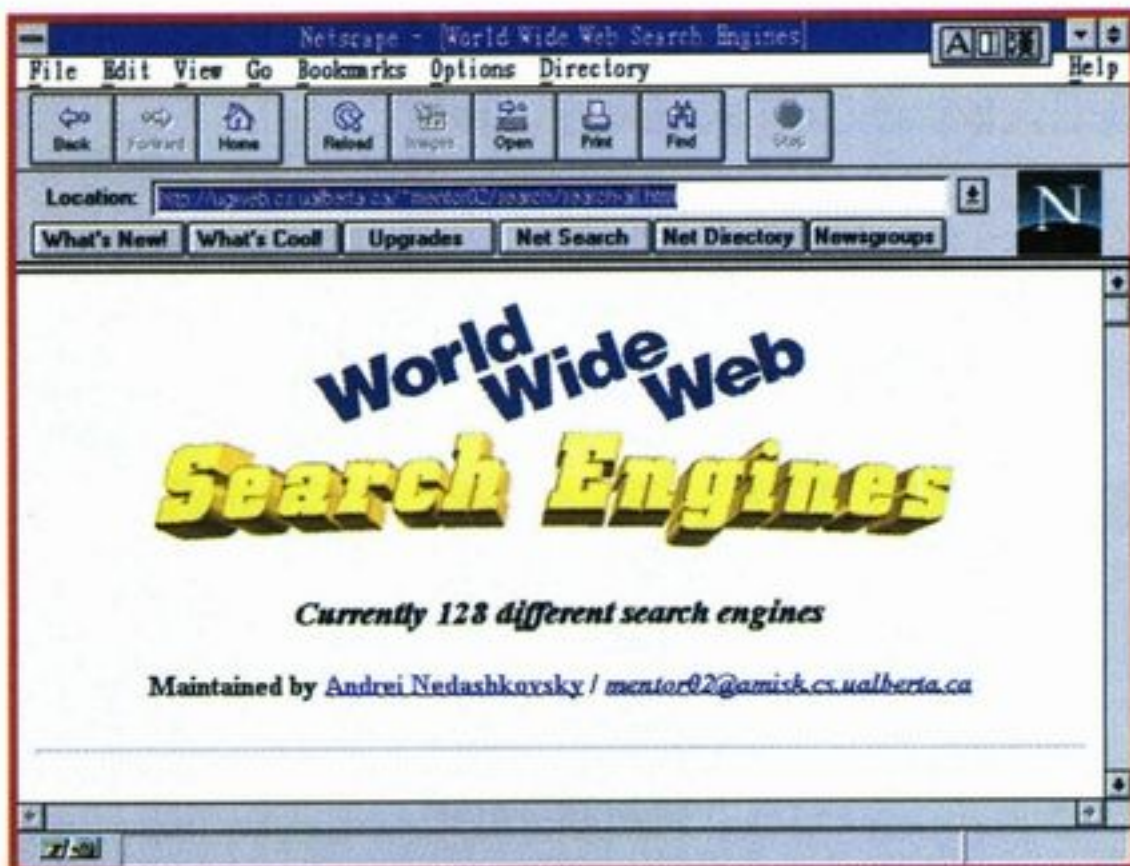 Netscape - [World Wide Web Search Engines]
A 漢
File Edit View Go Bookmarks Options Directory Help
Back Forward Home Reload Images Open Print Find Stop
Location: http://ugweb.cs.ualberta.ca/~mentor02/search/search-all.html
N
What's New! What's Cool! Upgrades Net Search Net Directory Newsgroups
World Wide Web
Search Engines
Currently 128 different search engines
Maintained by Andrei Nedashkovsky / mentor02@amisk.cs.ualberta.ca